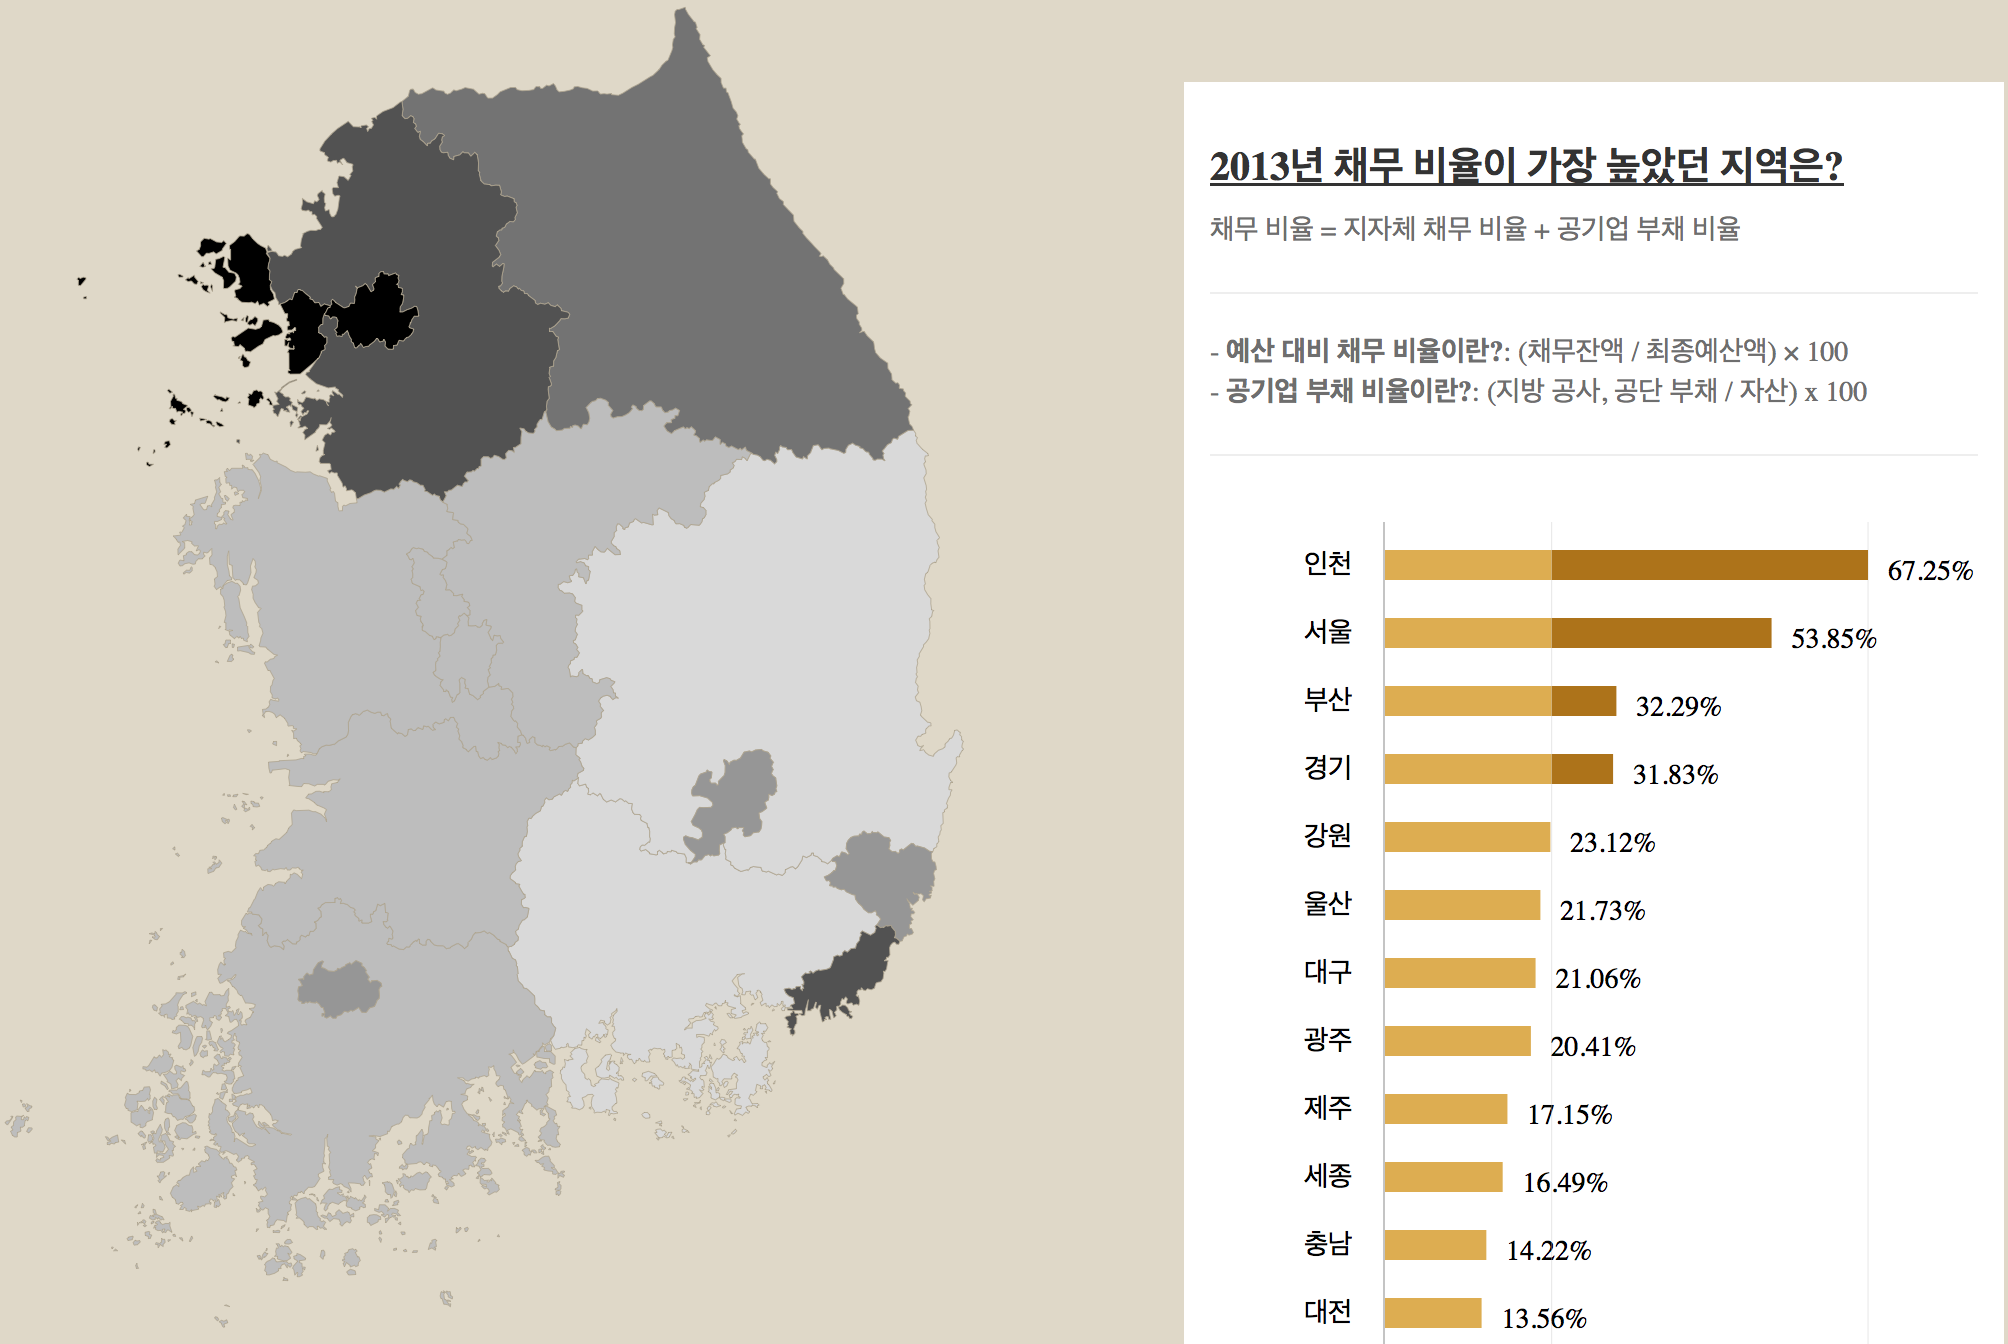 2013년 채무 비율이 가장 높았던 지역은?
채무 비율 = 지자체 채무 비율 + 공기업 부채 비율
- 예산 대비 채무 비율이란?: (채무잔액 / 최종예산액) × 100
- 공기업 부채 비율이란?: (지방 공사, 공단 부채 / 자산) x 100
인천 67.25%
서울 53.85%
부산 32.29%
경기 31.83%
강원 23.12%
울산 21.73%
대구 21.06%
광주 20.41%
제주 17.15%
세종 16.49%
충남 14.22%
대전 13.56%